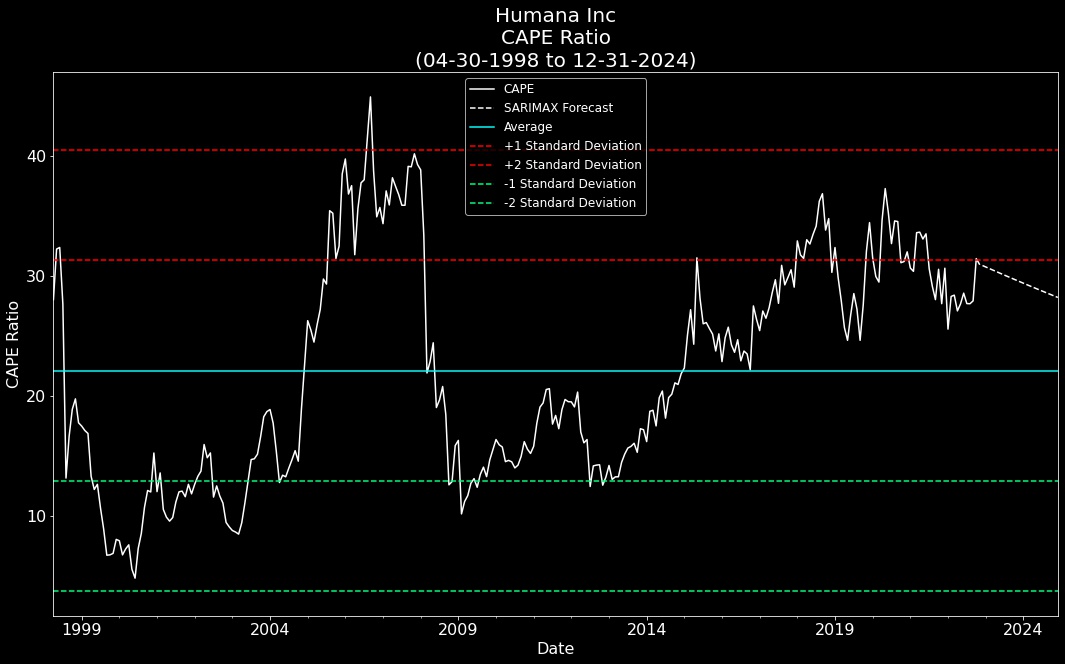 Humana Inc
CAPE Ratio
(04-30-1998 to 12-31-2024)
CAPE
SARIMAX Forecast
Average
+1 Standard Deviation
+2 Standard Deviation
-1 Standard Deviation
-2 Standard Deviation
CAPE Ratio
40
30
20
10
1999 2004 2009 2014 2019 2024
Date